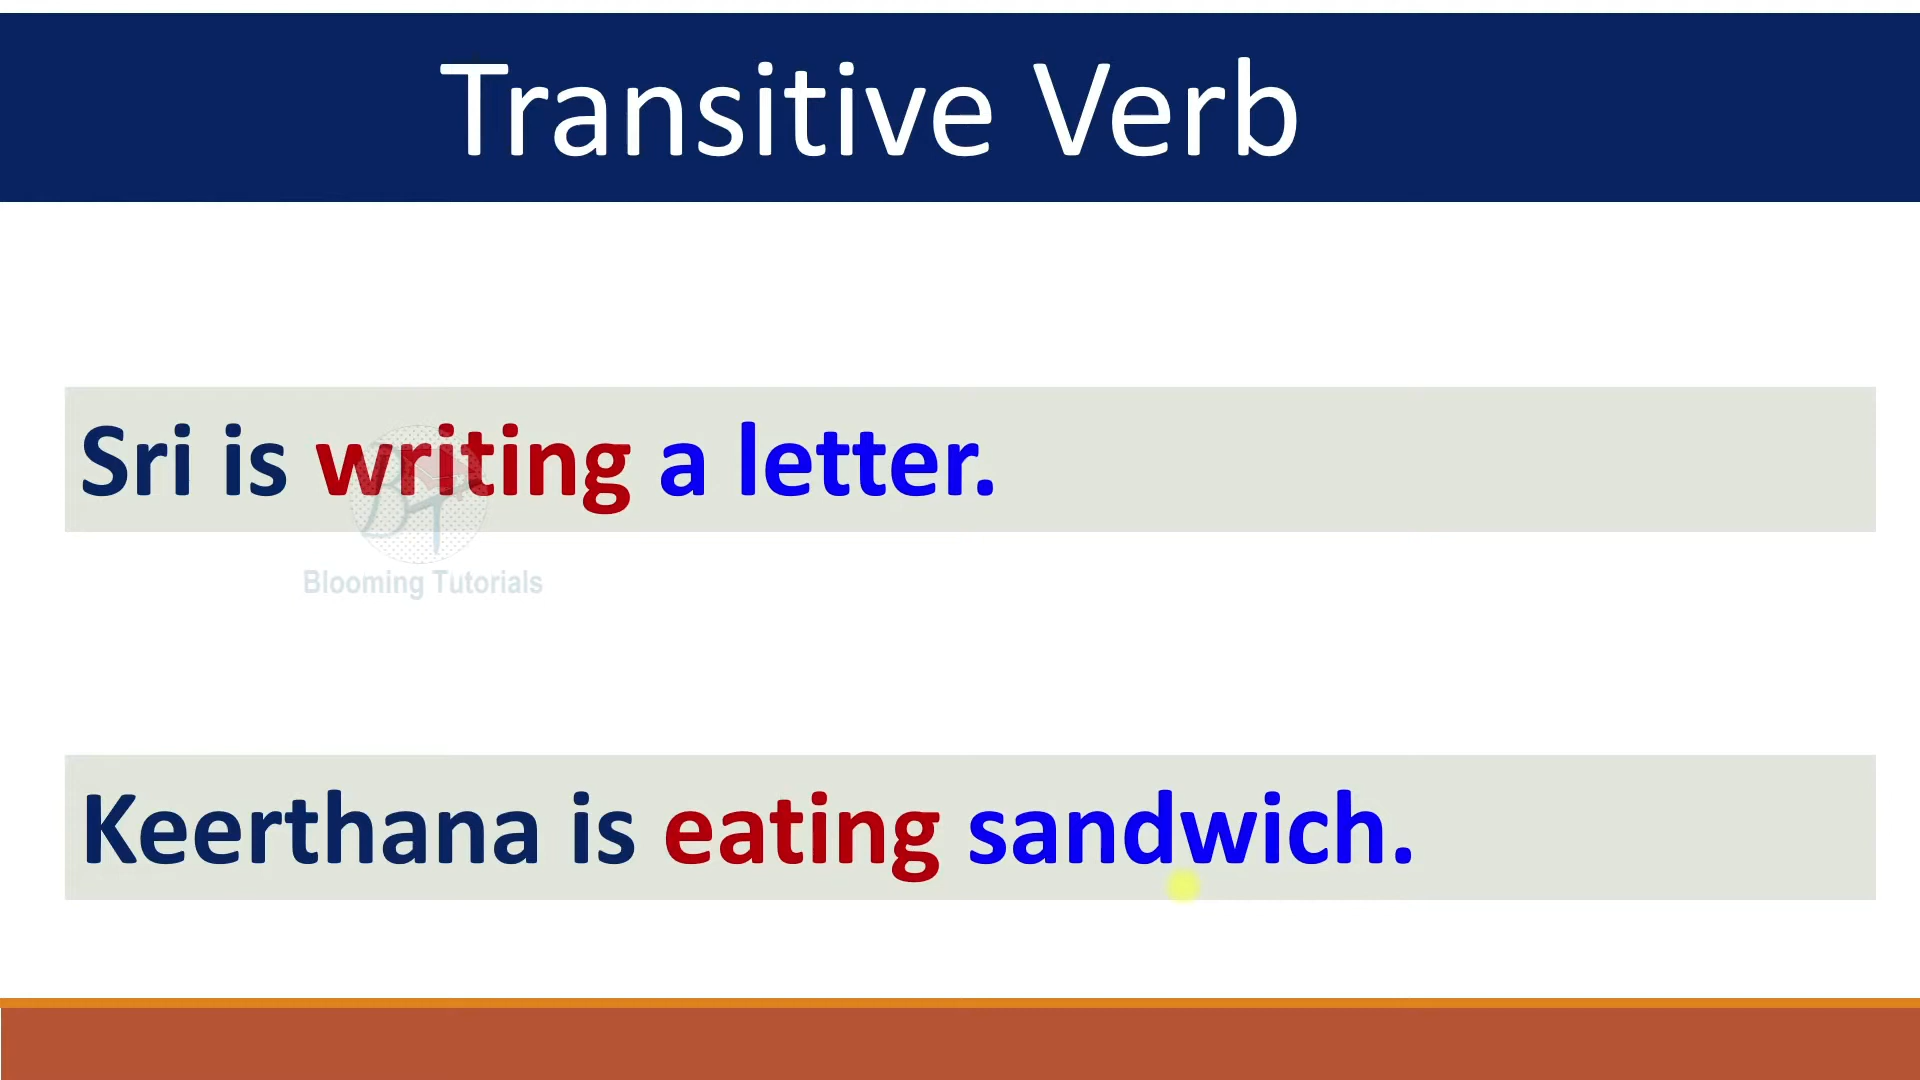 Transitive Verb
Sri is writing a letter.
Blooming Tutorials
Keerthana is eating sandwich.